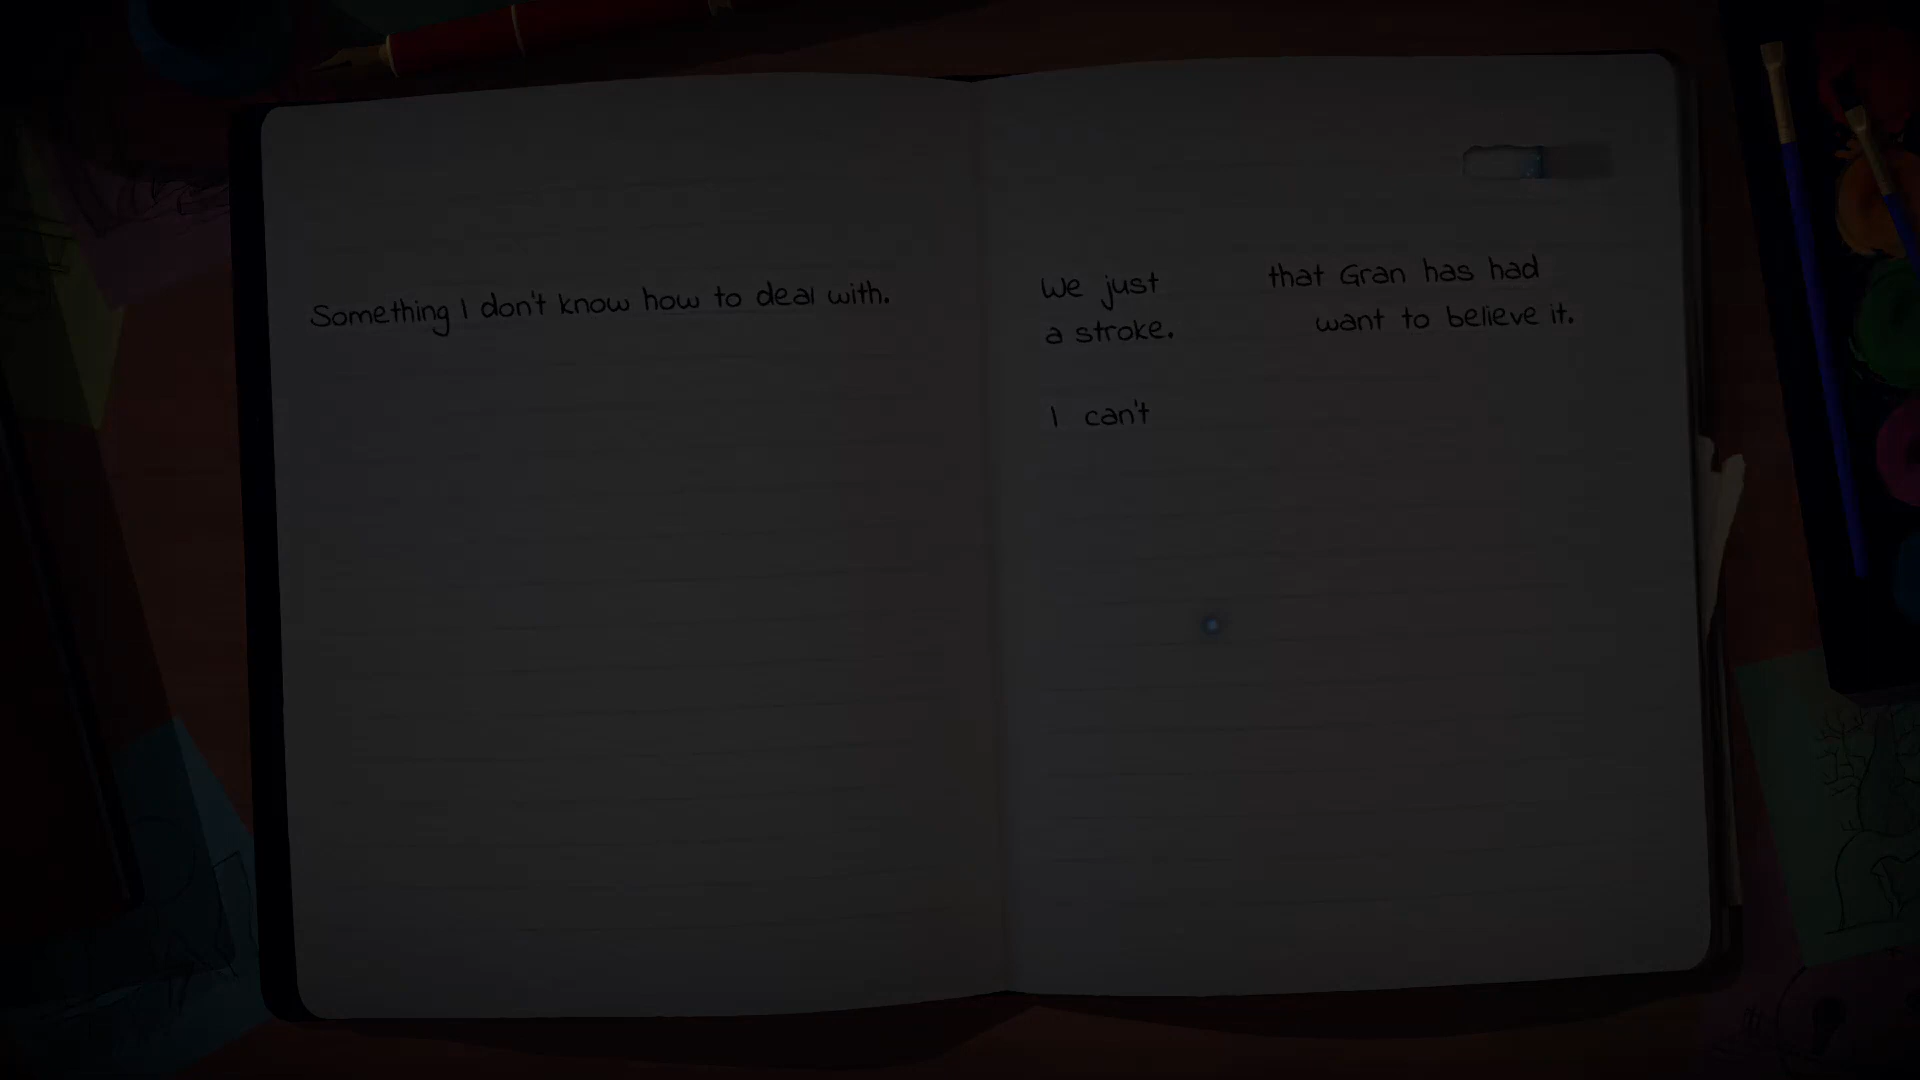 Something I don't know how to deal with.
We just that Gran has had
a stroke. want to believe it.
I can't